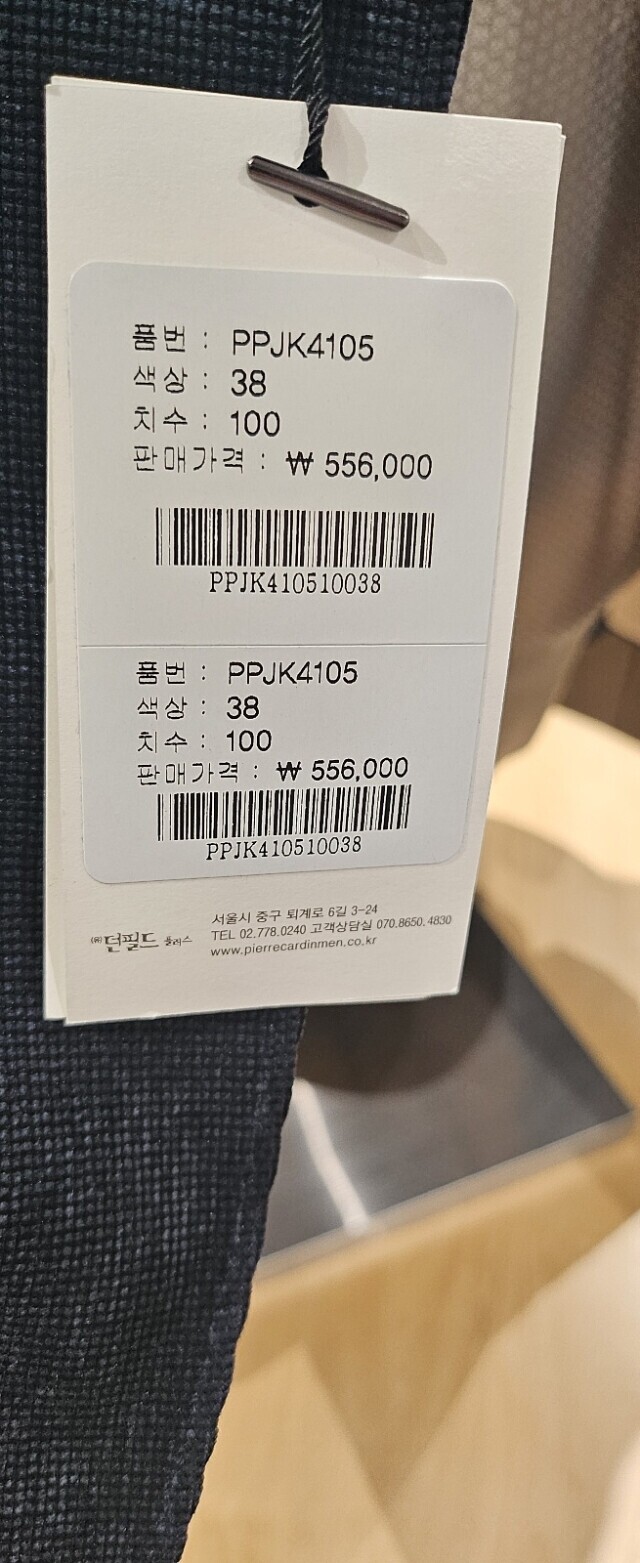 품번 : PPJK4105
색상 : 38
치수 : 100
판매가격 : ₩ 556,000
PPJK410510038
품번 : PPJK4105
색상 : 38
치수 : 100
판매가격 : ₩ 556,000
PPJK410510038
㈜던필드 플러스
서울시 중구 퇴계로 6길 3-24
TEL 02.778.0240 고객상담실 070.8650.4830
www.pierrecardinmen.co.kr